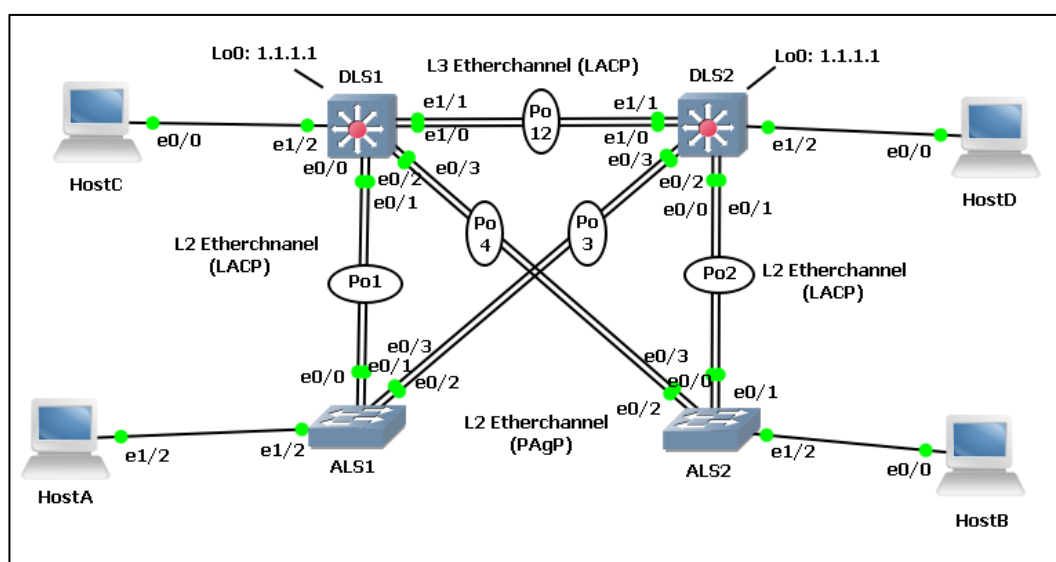 Lo0: 1.1.1.1
Lo0: 1.1.1.1
DLS1
L3 Etherchannel (LACP)
DLS2
e1/1
e1/0
Po
12
e1/1
e1/0
e0/0
e1/2
e0/0
e0/2
e0/3
e0/1
e0/3
e0/2
e1/2
e0/0
e0/0
e0/1
HostC
HostD
L2 Etherchnanel
(LACP)
Po
4
Po
3
Po1
Po2
L2 Etherchannel
(LACP)
e0/3
e0/1
e0/0
e0/2
e0/3
e0/0
e0/1
e0/2
L2 Etherchannel
(PAgP)
e1/2
e1/2
ALS1
ALS2
e1/2
e0/0
HostA
HostB